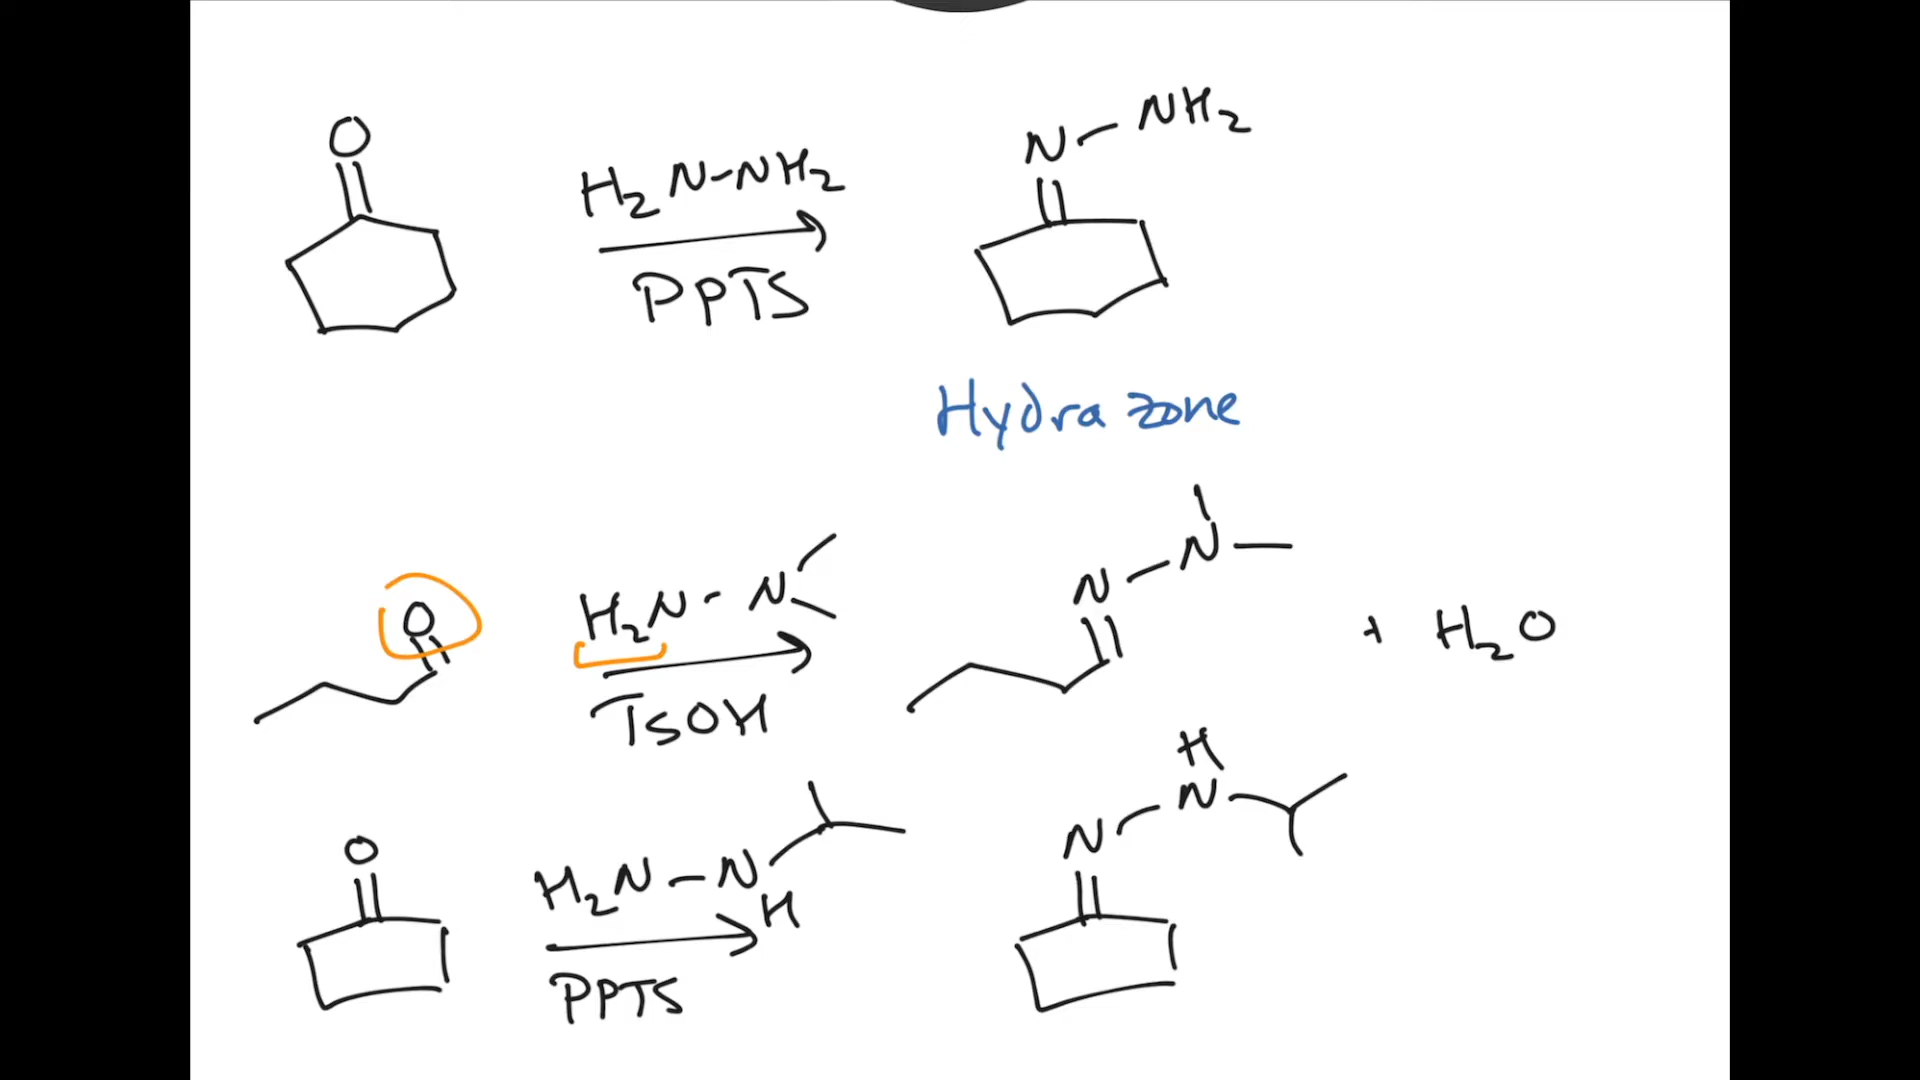 O
H₂N-NH₂
PPTS
N-NH₂
Hydrazone
O
H₂N-N
TsOH
N-N
+ H₂O
O
H₂N-N
H
PPTS
H
N-N